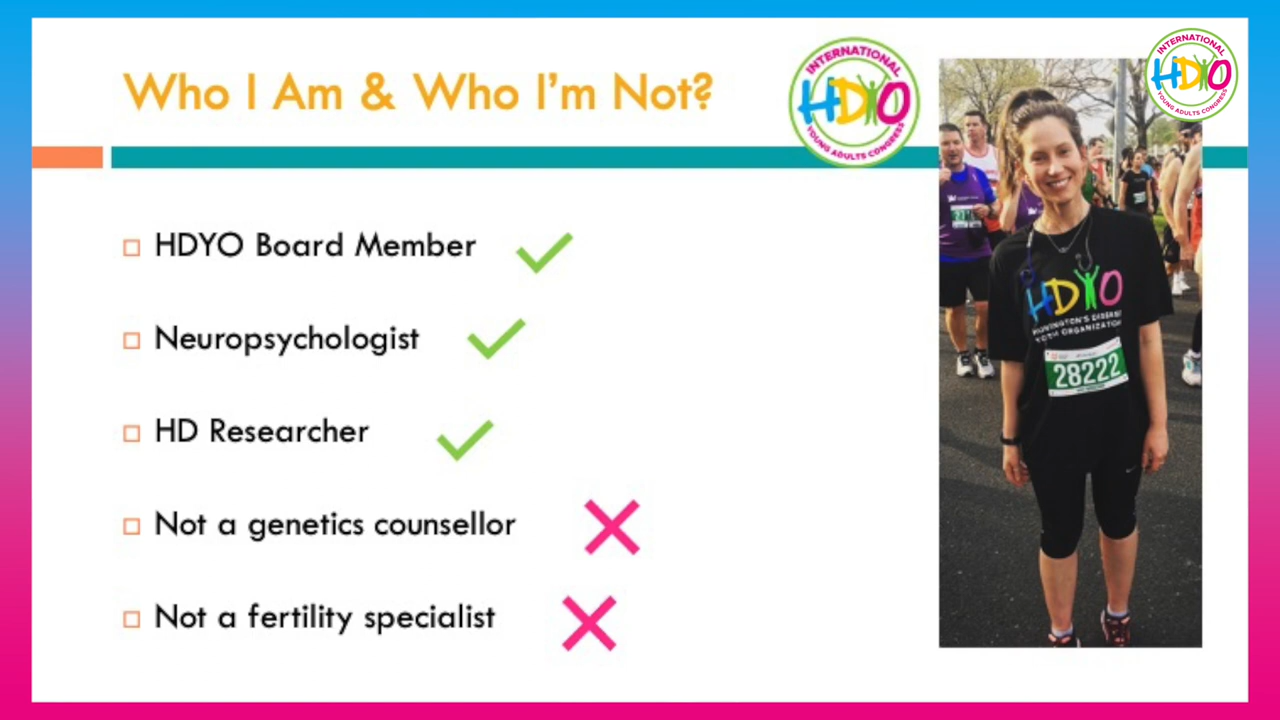 Who I Am & Who I'm Not?
INTERNATIONAL
HDYO
YOUNG ADULTS CONGRESS
INTERNATIONAL
HDYO
YOUNG ADULTS CONGRESS
HDYO Board Member
Neuropsychologist
HD Researcher
Not a genetics counsellor
Not a fertility specialist
HDYO
HUNTINGTON'S DISEASE
YOUTH ORGANIZATION
28222